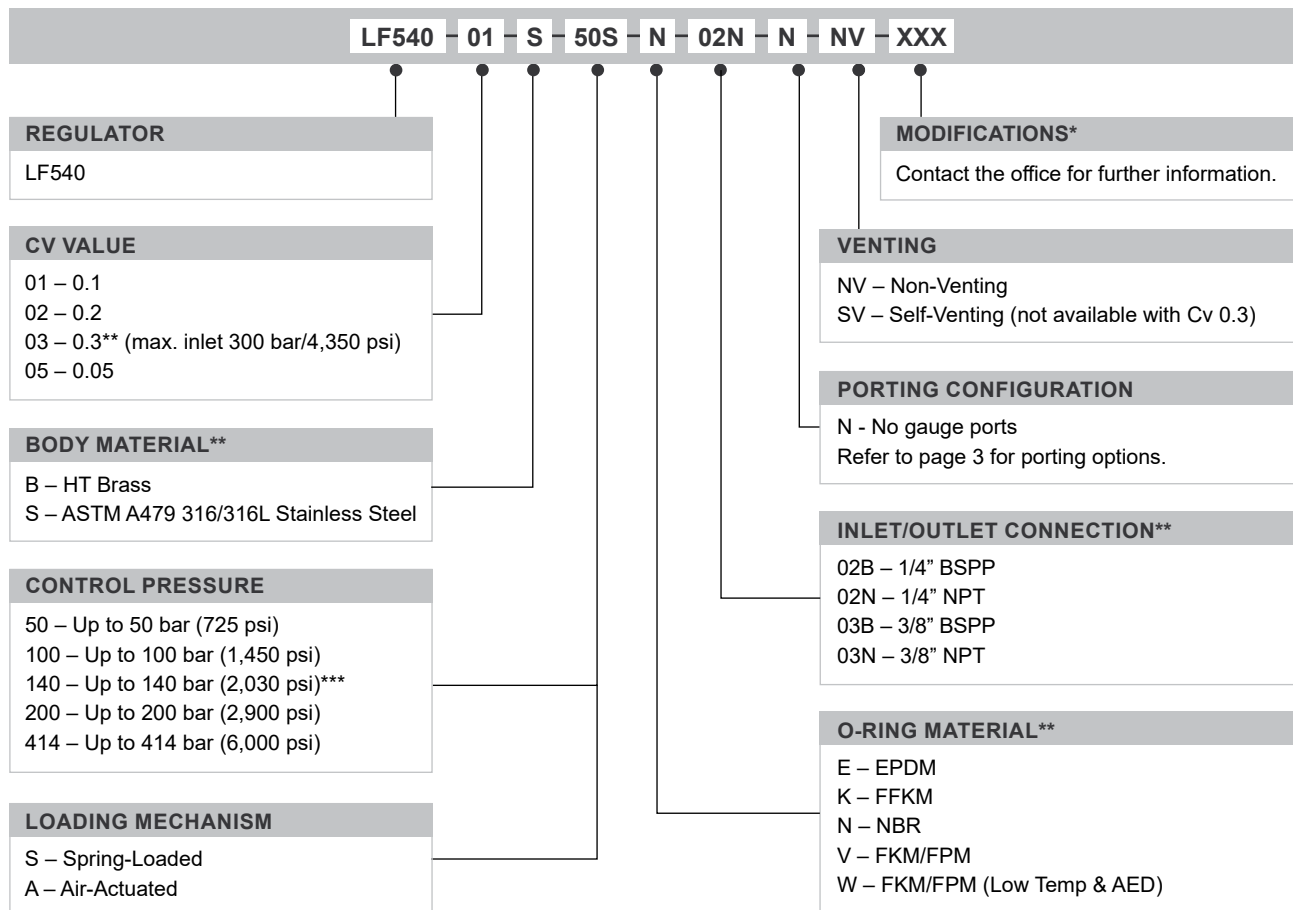 LF540 - 01 - S - 50S - N - 02N - N - NV - XXX
REGULATOR
LF540
CV VALUE
01 – 0.1
02 – 0.2
03 – 0.3** (max. inlet 300 bar/4,350 psi)
05 – 0.05
BODY MATERIAL**
B – HT Brass
S – ASTM A479 316/316L Stainless Steel
CONTROL PRESSURE
50 – Up to 50 bar (725 psi)
100 – Up to 100 bar (1,450 psi)
140 – Up to 140 bar (2,030 psi)***
200 – Up to 200 bar (2,900 psi)
414 – Up to 414 bar (6,000 psi)
LOADING MECHANISM
S – Spring-Loaded
A – Air-Actuated
MODIFICATIONS*
Contact the office for further information.
VENTING
NV – Non-Venting
SV – Self-Venting (not available with Cv 0.3)
PORTING CONFIGURATION
N - No gauge ports
Refer to page 3 for porting options.
INLET/OUTLET CONNECTION**
02B – 1/4” BSPP
02N – 1/4” NPT
03B – 3/8” BSPP
03N – 3/8” NPT
O-RING MATERIAL**
E – EPDM
K – FFKM
N – NBR
V – FKM/FPM
W – FKM/FPM (Low Temp & AED)